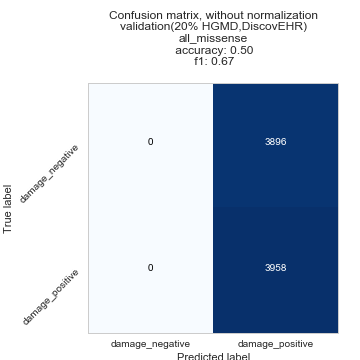 Confusion matrix, without normalization
validation(20% HGMD,DiscovEHR)
all_missense
accuracy: 0.50
f1: 0.67
True label
damage_negative
0
3896
damage_positive
0
3958
damage_negative
damage_positive
Predicted label